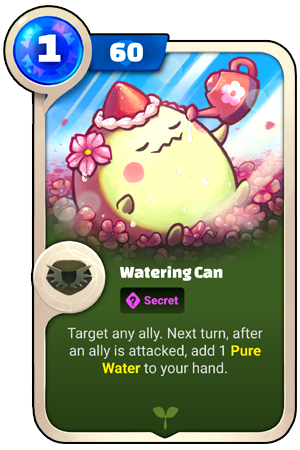 1
60
Watering Can
Secret
Target any ally. Next turn, after
an ally is attacked, add 1 Pure
Water to your hand.